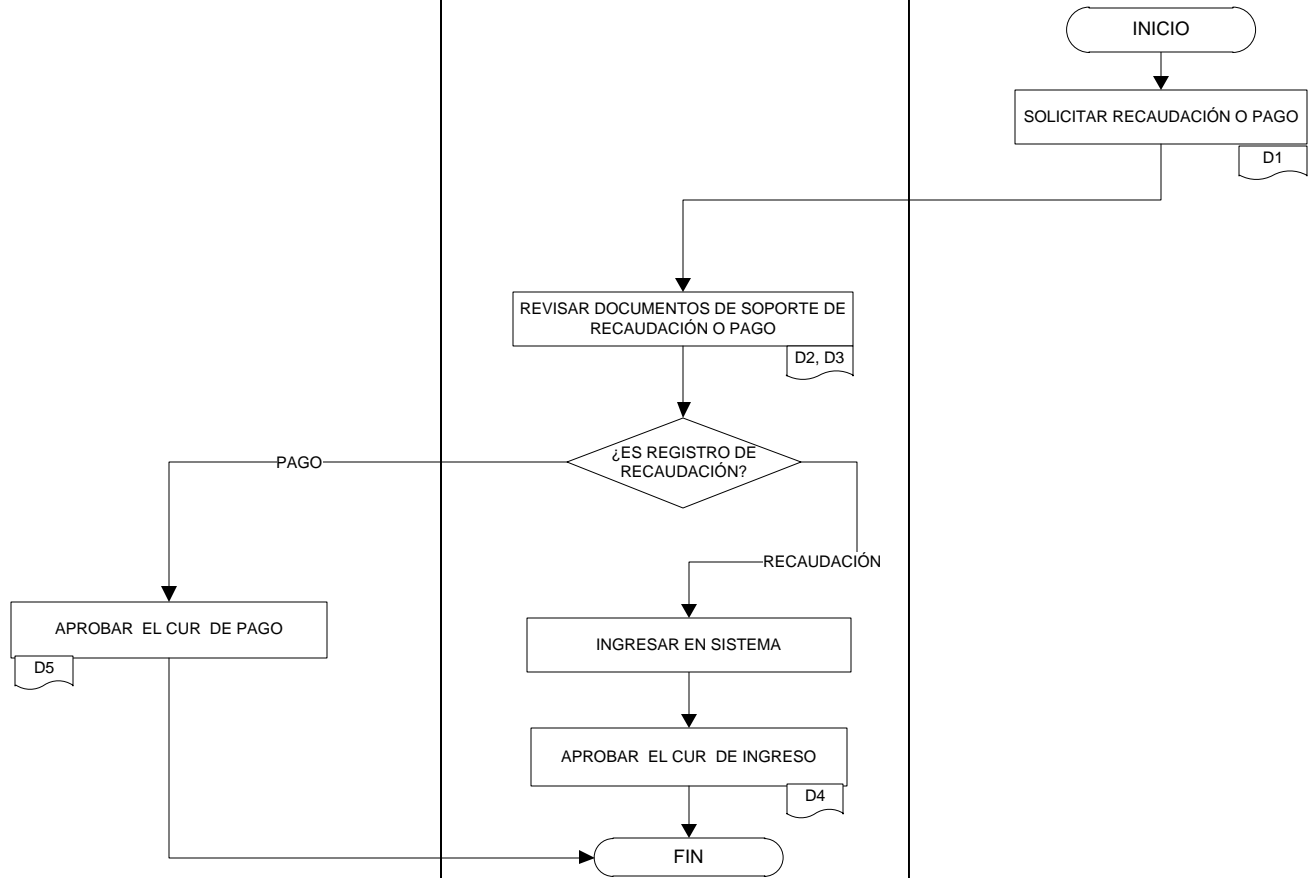 INICIO
SOLICITAR RECAUDACIÓN O PAGO
D1
REVISAR DOCUMENTOS DE SOPORTE DE
RECAUDACIÓN O PAGO
D2, D3
¿ES REGISTRO DE
RECAUDACIÓN?
PAGO
RECAUDACIÓN
APROBAR EL CUR DE PAGO
D5
INGRESAR EN SISTEMA
APROBAR EL CUR DE INGRESO
D4
FIN